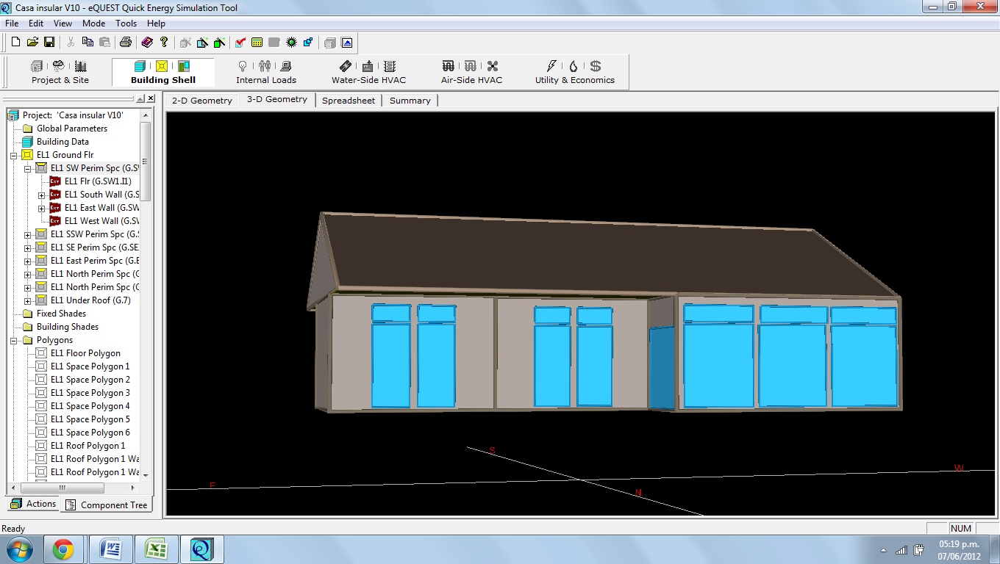 Casa insular V10 - eQUEST Quick Energy Simulation Tool
File Edit View Mode Tools Help
Project & Site Building Shell Internal Loads Water-Side HVAC Air-Side HVAC Utility & Economics
2-D Geometry 3-D Geometry Spreadsheet Summary
Project: 'Casa insular V10'
Global Parameters
Building Data
EL1 Ground Flr
EL1 SW Perim Spc (G.SW
EL1 Flr (G.SW1.I1)
EL1 South Wall (G.S
EL1 East Wall (G.SW
EL1 West Wall (G.SW
EL1 SSW Perim Spc (G.S
EL1 SE Perim Spc (G.SE
EL1 East Perim Spc (G.E
EL1 North Perim Spc (G
EL1 North Perim Spc (G
EL1 Under Roof (G.7)
Fixed Shades
Building Shades
Polygons
EL1 Floor Polygon
EL1 Space Polygon 1
EL1 Space Polygon 2
EL1 Space Polygon 3
EL1 Space Polygon 4
EL1 Space Polygon 5
EL1 Space Polygon 6
EL1 Roof Polygon 1
EL1 Roof Polygon 1 Wa
EL1 Roof Polygon 1 Wa
Actions Component Tree
S
W
E
N
Ready NUM
05:19 p.m.
07/06/2012